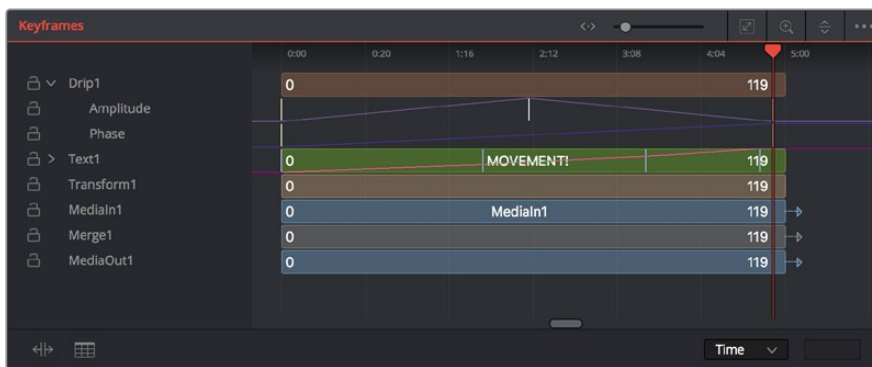 Keyframes
0:00 0:20 1:16 2:12 3:08 4:04 5:00
Drip1 0 119
Amplitude
Phase
Text1 0 MOVEMENT! 119
Transform1 0 119
MediaIn1 0 MediaIn1 119
Merge1 0 119
MediaOut1 0 119
Time